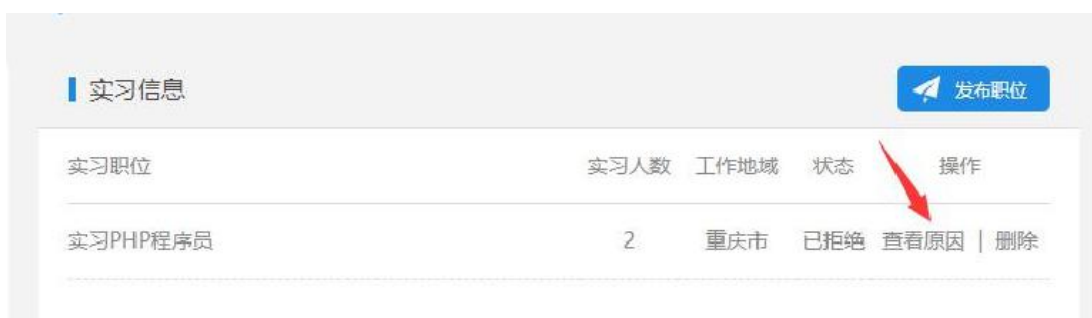 实习信息 发布职位
实习职位 实习人数 工作地域 状态 操作
实习PHP程序员 2 重庆市 已拒绝 查看原因 | 删除